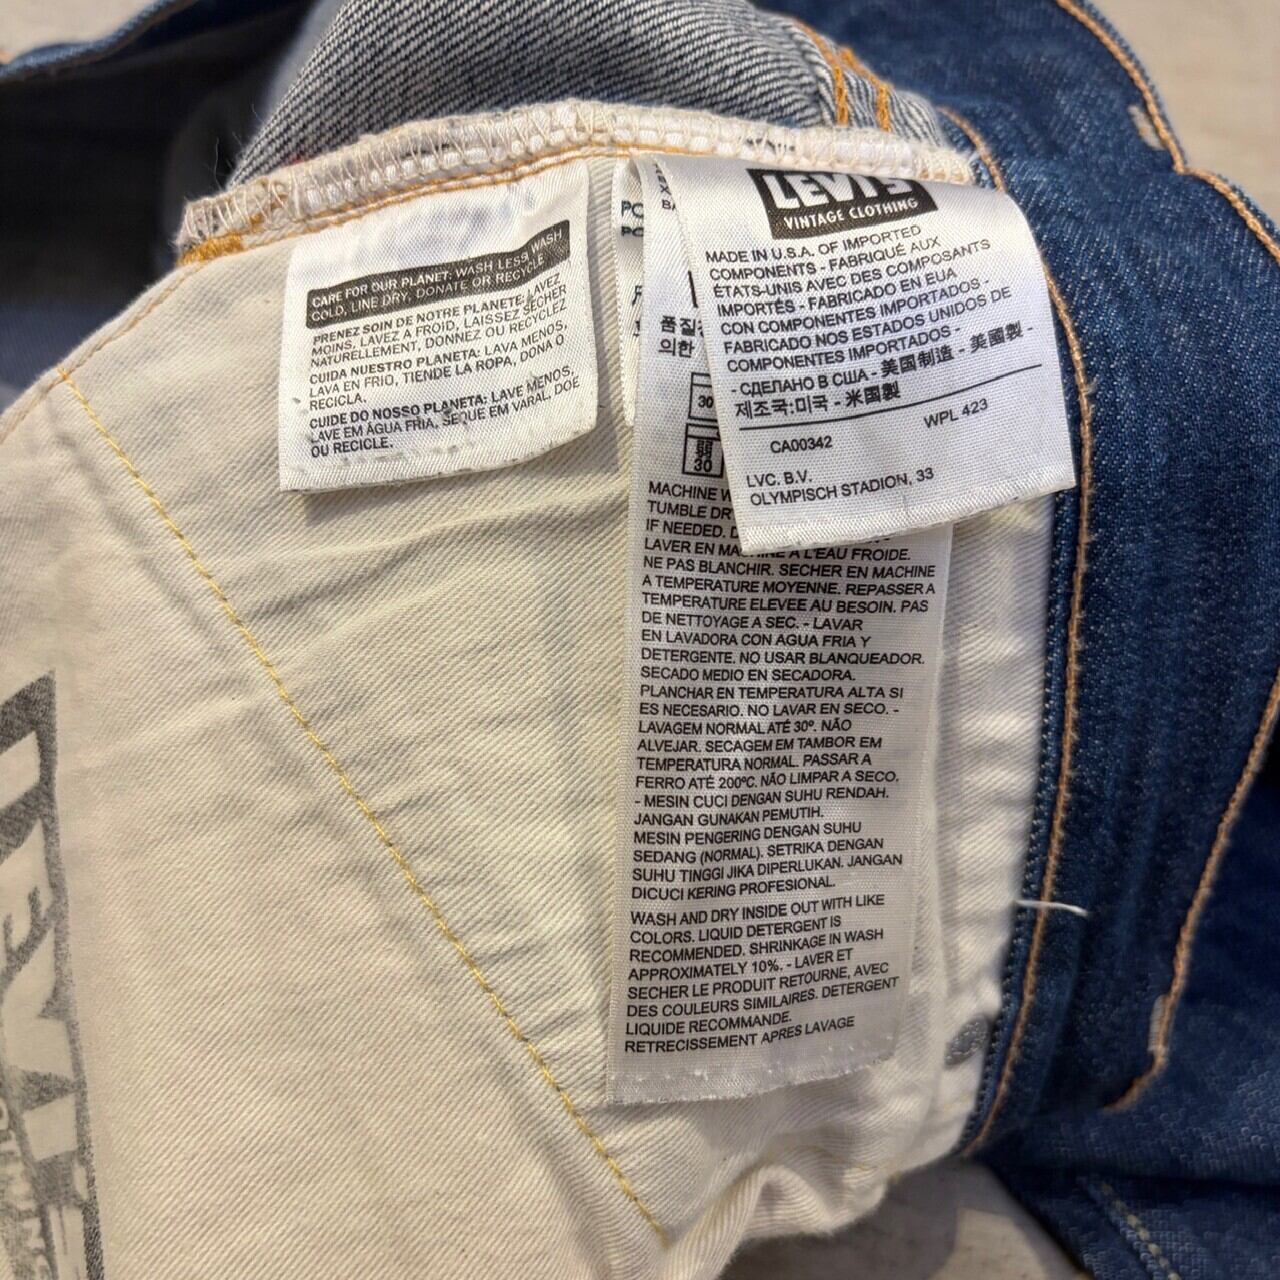 CARE FOR OUR PLANET: WASH LESS, WASH
COLD, LINE DRY, DONATE OR RECYCLE
PRENEZ SOIN DE NOTRE PLANETE: LAVEZ
MOINS, LAVEZ A FROID, LAISSEZ SÉCHER
NATURELLEMENT, DONNEZ OU RECYCLEZ
CUIDA NUESTRO PLANETA: LAVA MENOS,
LAVA EN FRIO, TIENDE LA ROPA, DONA O
RECICLA.
CUIDE DO NOSSO PLANETA: LAVE MENOS,
LAVE EM ÁGUA FRIA, SEQUE EM VARAL, DOE
OU RECICLE.
LEVI'S
VINTAGE CLOTHING
MADE IN U.S.A. OF IMPORTED
COMPONENTS - FABRIQUÉ AUX
ÉTATS-UNIS AVEC DES COMPOSANTS
IMPORTÉS - FABRICADO EN EUA
CON COMPONENTES IMPORTADOS -
FABRICADO NOS ESTADOS UNIDOS DE
COMPONENTES IMPORTADOS -
- СДЕЛАНО В США - 美国制造 - 美國製 -
제조국:미국 - 米国製
CA00342 WPL 423
LVC. B.V.
OLYMPISCH STADION, 33
품질
의한
30
30
MACHINE
TUMBLE DR
IF NEEDED.
LAVER EN MACHINE A L'EAU FROIDE.
NE PAS BLANCHIR. SECHER EN MACHINE
A TEMPERATURE MOYENNE. REPASSER A
TEMPERATURE ELEVEE AU BESOIN. PAS
DE NETTOYAGE A SEC. - LAVAR
EN LAVADORA CON AGUA FRIA Y
DETERGENTE. NO USAR BLANQUEADOR.
SECADO MEDIO EN SECADORA.
PLANCHAR EN TEMPERATURA ALTA SI
ES NECESARIO. NO LAVAR EN SECO. -
LAVAGEM NORMAL ATÉ 30º. NÃO
ALVEJAR. SECAGEM EM TAMBOR EM
TEMPERATURA NORMAL. PASSAR A
FERRO ATÉ 200ºC. NÃO LIMPAR A SECO.
- MESIN CUCI DENGAN SUHU RENDAH.
JANGAN GUNAKAN PEMUTIH.
MESIN PENGERING DENGAN SUHU
SEDANG (NORMAL). SETRIKA DENGAN
SUHU TINGGI JIKA DIPERLUKAN. JANGAN
DICUCI KERING PROFESIONAL.
WASH AND DRY INSIDE OUT WITH LIKE
COLORS. LIQUID DETERGENT IS
RECOMMENDED. SHRINKAGE IN WASH
APPROXIMATELY 10%. - LAVER ET
SECHER LE PRODUIT RETOURNE, AVEC
DES COULEURS SIMILAIRES. DETERGENT
LIQUIDE RECOMMANDE.
RETRECISSEMENT APRES LAVAGE